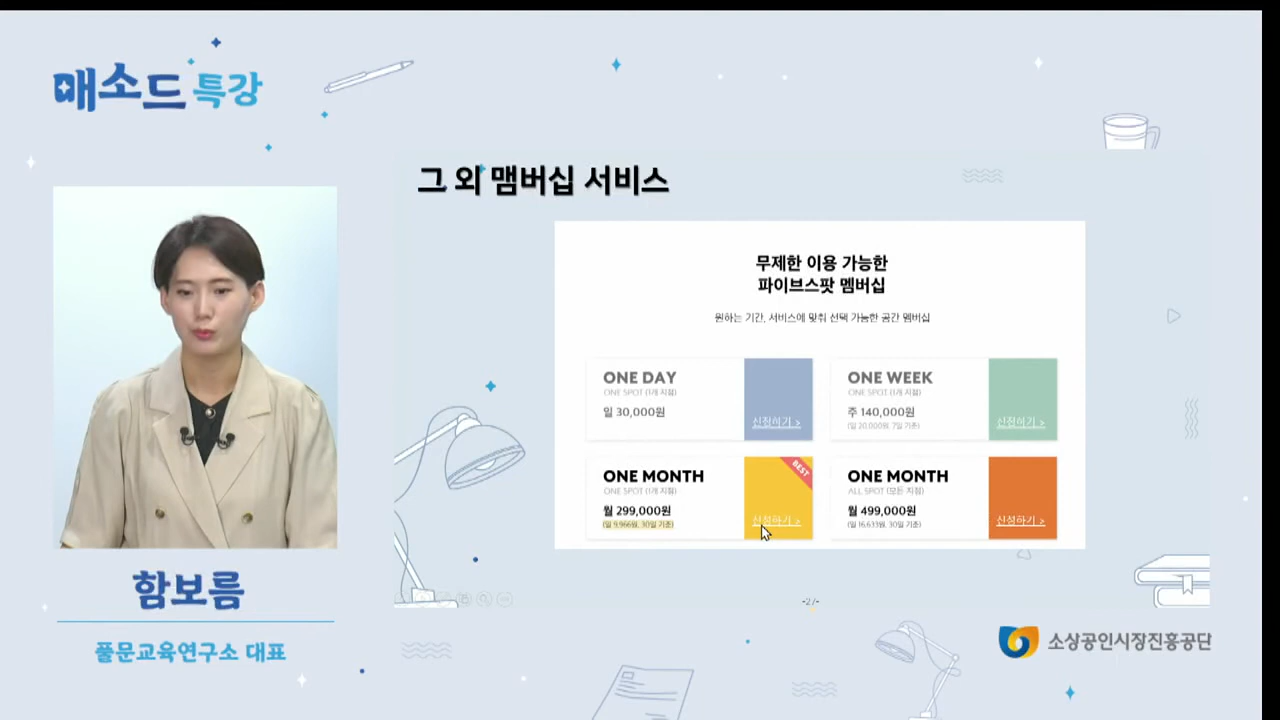 매소드 특강
그 외 맴버십 서비스
무제한 이용 가능한
파이브스팟 멤버십
원하는 기간, 서비스에 맞춰 선택 가능한 공간 멤버십
ONE DAY
ONE SPOT (1개 지점)
일 30,000원
신청하기 >
ONE WEEK
ONE SPOT (1개 지점)
주 140,000원
(일 20,000원, 7일 기준)
신청하기 >
ONE MONTH
ONE SPOT (1개 지점)
월 299,000원
(일 9,966원, 30일 기준)
BEST
신청하기 >
ONE MONTH
ALL SPOT (모든 지점)
월 499,000원
(일 16,633원, 30일 기준)
신청하기 >
-27-
함보름
풀문교육연구소 대표
소상공인시장진흥공단